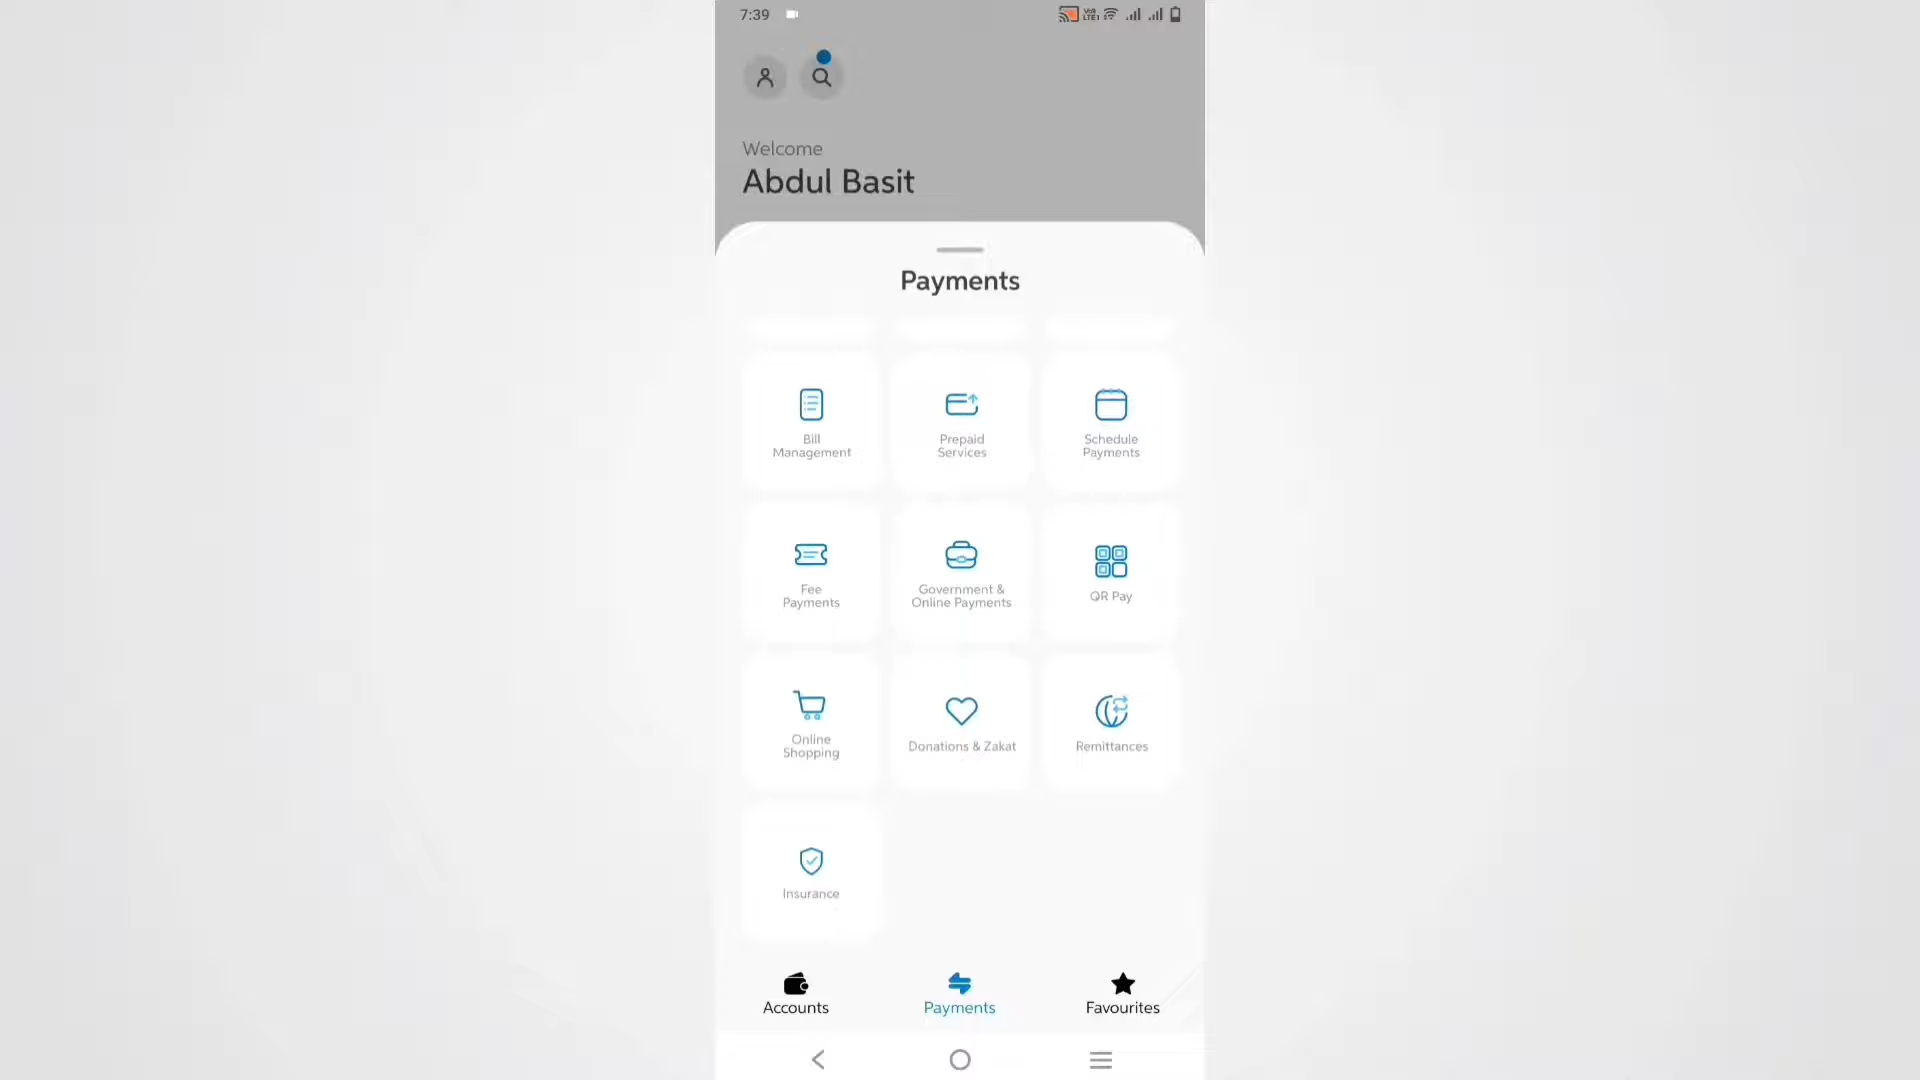 7:39
Welcome
Abdul Basit
Payments
Bill
Management
Prepaid
Services
Schedule
Payments
Fee
Payments
Government &
Online Payments
QR Pay
Online
Shopping
Donations & Zakat
Remittances
Insurance
Accounts
Payments
Favourites